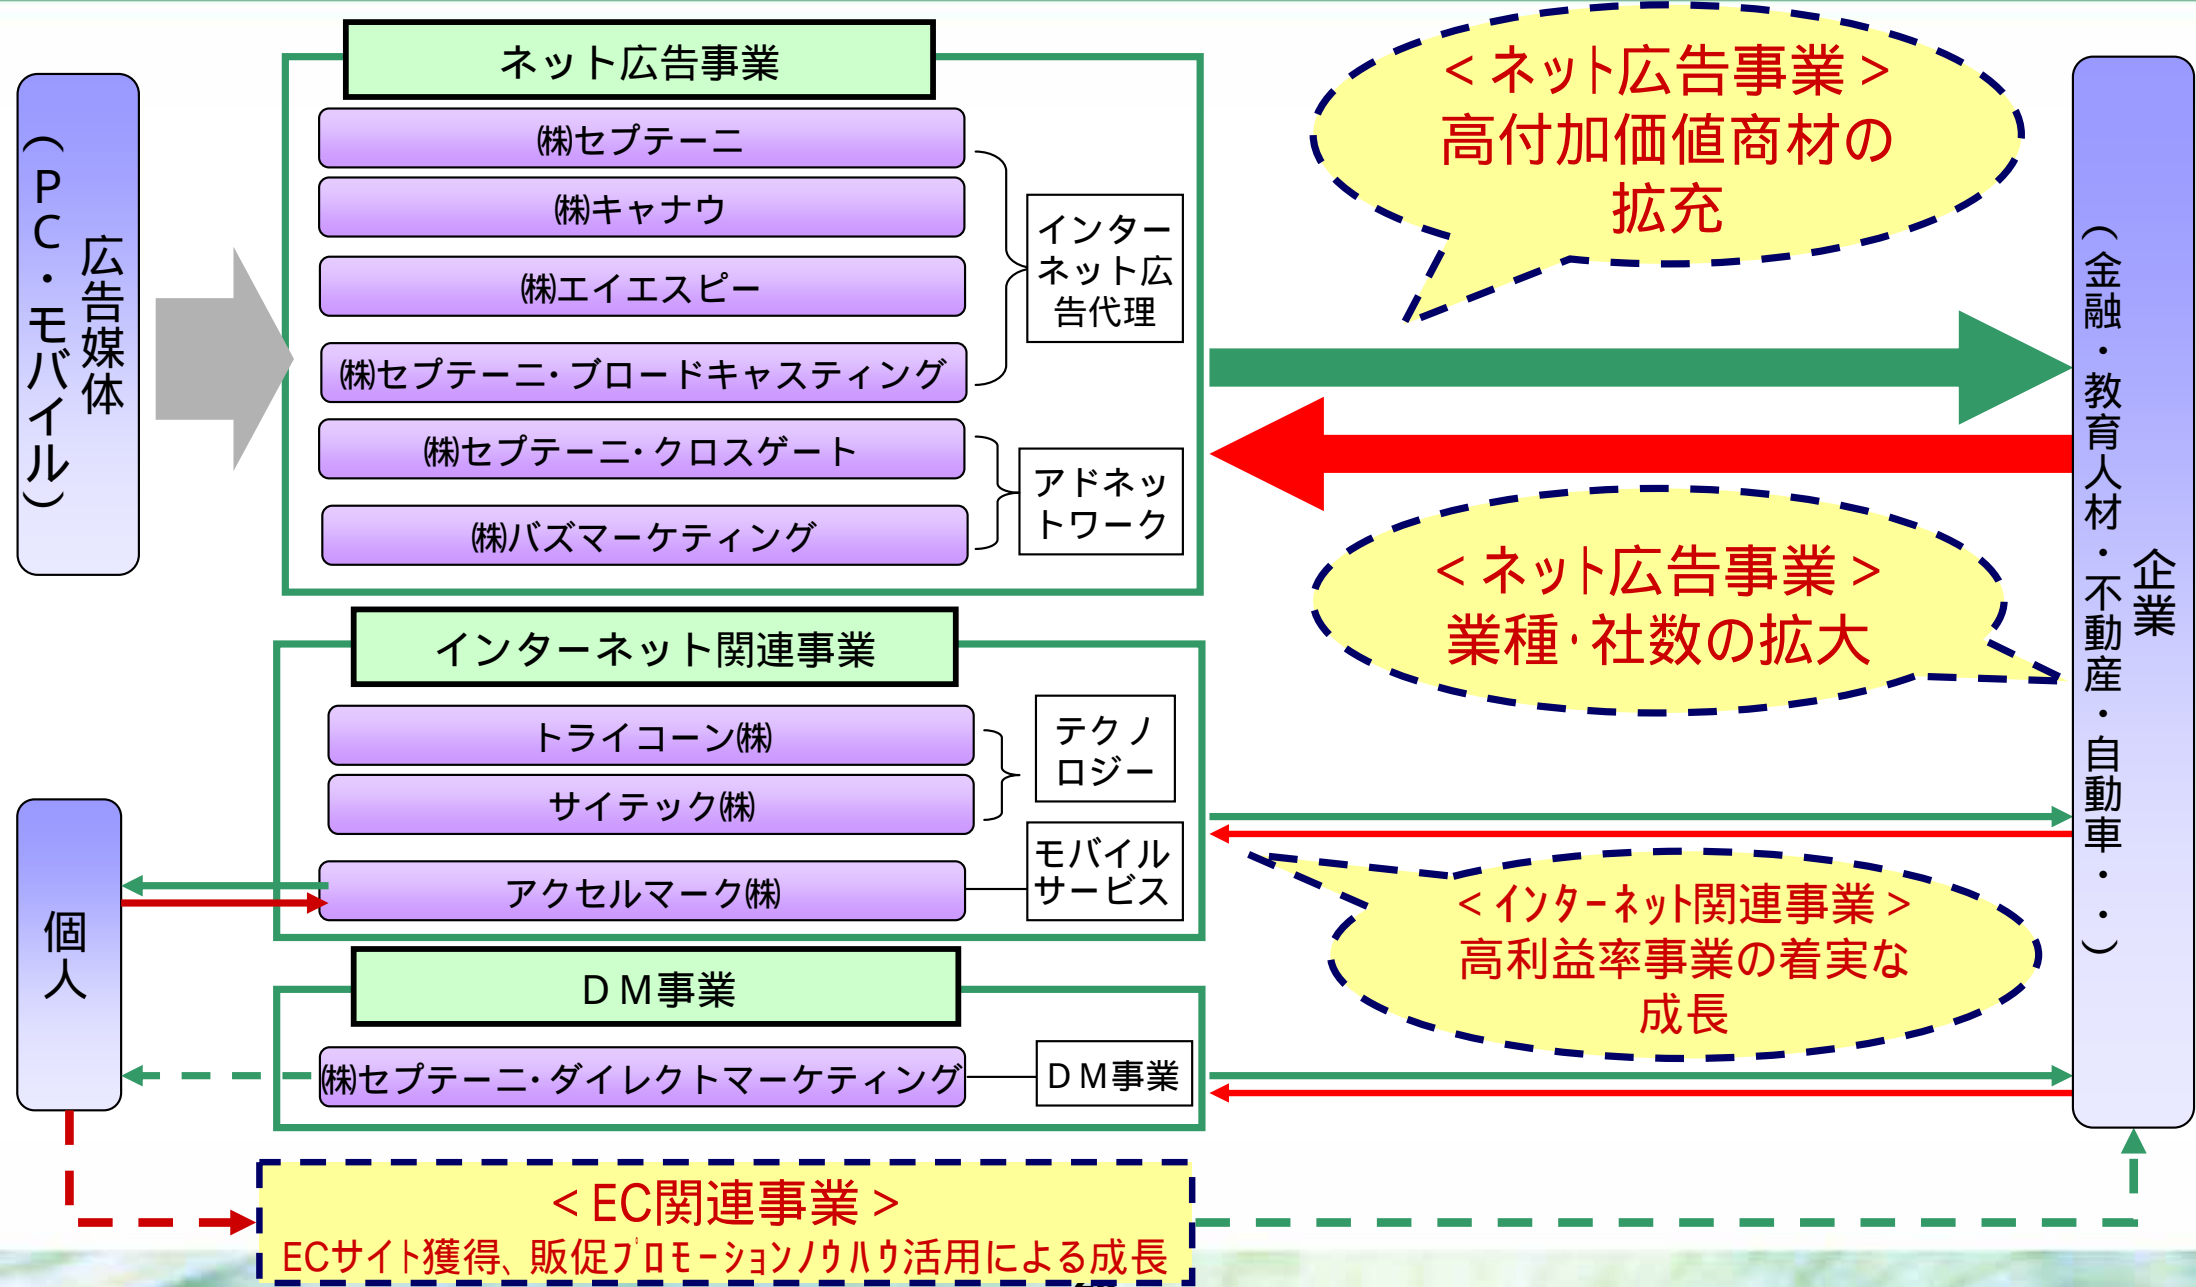 広告媒体
（ＰＣ・モバイル）
ネット広告事業
㈱セプテーニ
㈱キャナウ
㈱エイエスピー
㈱セプテーニ・ブロードキャスティング
㈱セプテーニ・クロスゲート
㈱バズマーケティング
インター
ネット広
告代理
アドネッ
トワーク
インターネット関連事業
トライコーン㈱
サイテック㈱
アクセルマーク㈱
テクノ
ロジー
モバイル
サービス
個人
ＤＭ事業
㈱セプテーニ・ダイレクトマーケティング
ＤＭ事業
＜EC関連事業＞
ECサイト獲得、販促ﾌﾟﾛﾓｰｼｮﾝﾉｳﾊｳ活用による成長
＜ネット広告事業＞
高付加価値商材の
拡充
＜ネット広告事業＞
業種・社数の拡大
＜ｲﾝﾀｰﾈｯﾄ関連事業＞
高利益率事業の着実な
成長
企業
（金融・教育人材・不動産・自動車・・）